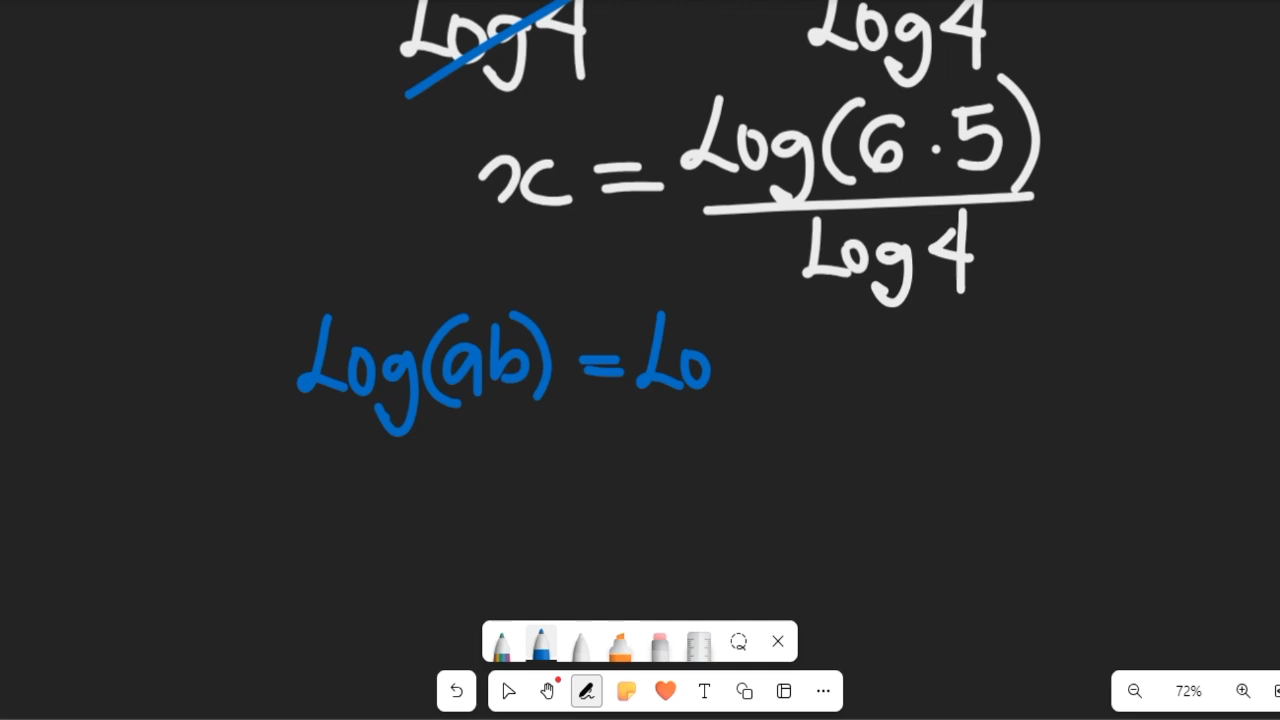 Log4 Log4
x = Log(6.5)
Log4
Log(ab) = Lo
T
72%